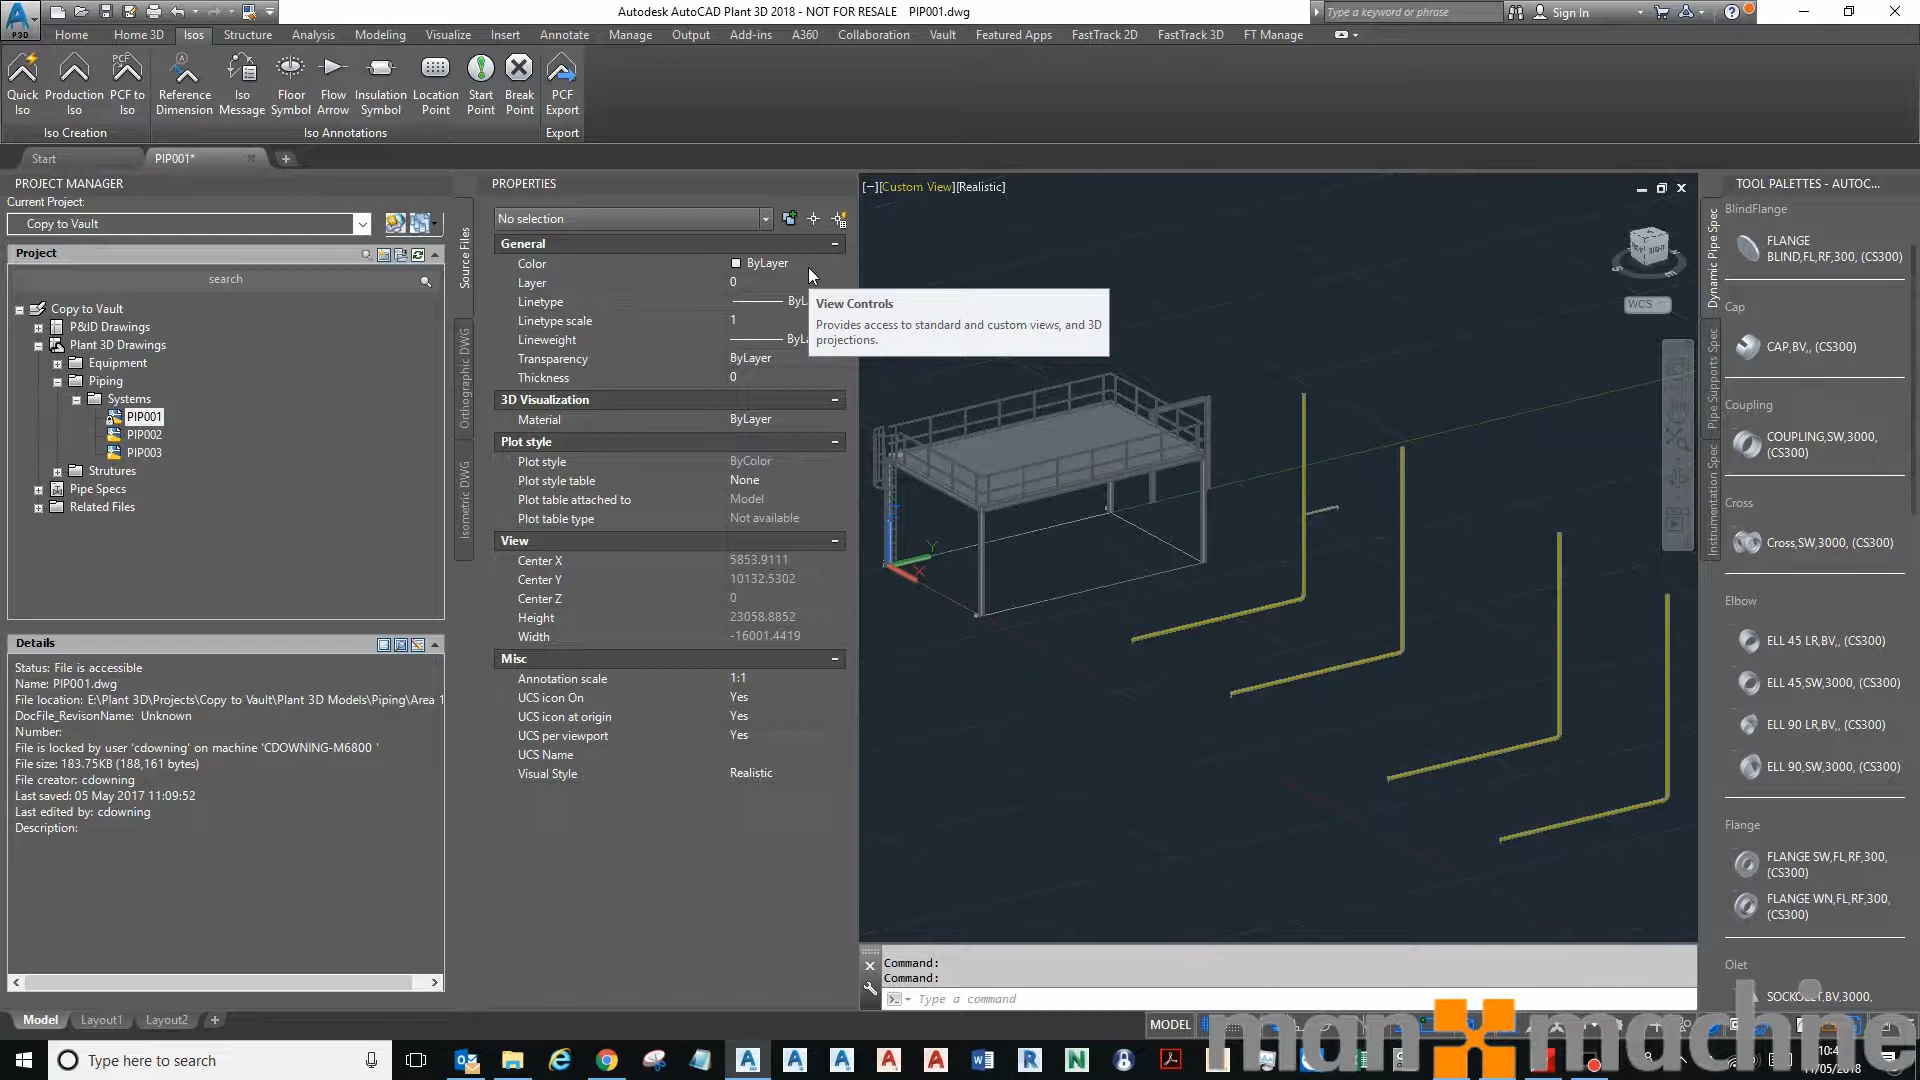 Autodesk AutoCAD Plant 3D 2018 - NOT FOR RESALE PIP001.dwg
Type a keyword or phrase
Sign In
P3D
Home
Home 3D
Isos
Structure
Analysis
Modeling
Visualize
Insert
Annotate
Manage
Output
Add-ins
A360
Collaboration
Vault
Featured Apps
FastTrack 2D
FastTrack 3D
FT Manage
Quick Iso
Production Iso
PCF
PCF to Iso
Reference Dimension
Iso Message
Floor Symbol
Flow Arrow
Insulation Symbol
Location Point
Start Point
Break Point
PCF Export
Iso Creation
Iso Annotations
Export
Start
PIP001*
PROJECT MANAGER
Current Project:
Copy to Vault
Project
search
Copy to Vault
P&ID Drawings
Plant 3D Drawings
Equipment
Piping
Systems
PIP001
PIP002
PIP003
Strutures
Pipe Specs
Related Files
Source Files
Orthographic DWG
Isometric DWG
Details
Status: File is accessible
Name: PIP001.dwg
File location: E:\Plant 3D\Projects\Copy to Vault\Plant 3D Models\Piping\Area 1
DocFile_RevisonName: Unknown
Number:
File is locked by user 'cdowning' on machine 'CDOWNING-M6800 '
File size: 183.75KB (188,161 bytes)
File creator: cdowning
Last saved: 05 May 2017 11:09:52
Last edited by: cdowning
Description:
PROPERTIES
No selection
General
Color ByLayer
Layer 0
Linetype ByL
Linetype scale 1
Lineweight ByL
Transparency ByLayer
Thickness 0
3D Visualization
Material ByLayer
Plot style
Plot style ByColor
Plot style table None
Plot table attached to Model
Plot table type Not available
View
Center X 5853.9111
Center Y 10132.5302
Center Z 0
Height 23058.8852
Width -16001.4419
Misc
Annotation scale 1:1
UCS icon On Yes
UCS icon at origin Yes
UCS per viewport Yes
UCS Name
Visual Style Realistic
View Controls
Provides access to standard and custom views, and 3D
projections.
[−][Custom View][Realistic]
RIGHT
S
E
WCS
Y
X
Command:
Command:
Type a command
TOOL PALETTES - AUTOC...
Dynamic Pipe Spec
Pipe Supports Spec
Instrumentation Spec
BlindFlange
FLANGE
BLIND,FL,RF,300, (CS300)
Cap
CAP,BV,, (CS300)
Coupling
COUPLING,SW,3000,
(CS300)
Cross
Cross,SW,3000, (CS300)
Elbow
ELL 45 LR,BV,, (CS300)
ELL 45,SW,3000, (CS300)
ELL 90 LR,BV,, (CS300)
ELL 90,SW,3000, (CS300)
Flange
FLANGE SW,FL,RF,300,
(CS300)
FLANGE WN,FL,RF,300,
(CS300)
Olet
SOCKOLET,BV,3000,
Model
Layout1
Layout2
MODEL
man machine
Type here to search
10:4
11/05/2018